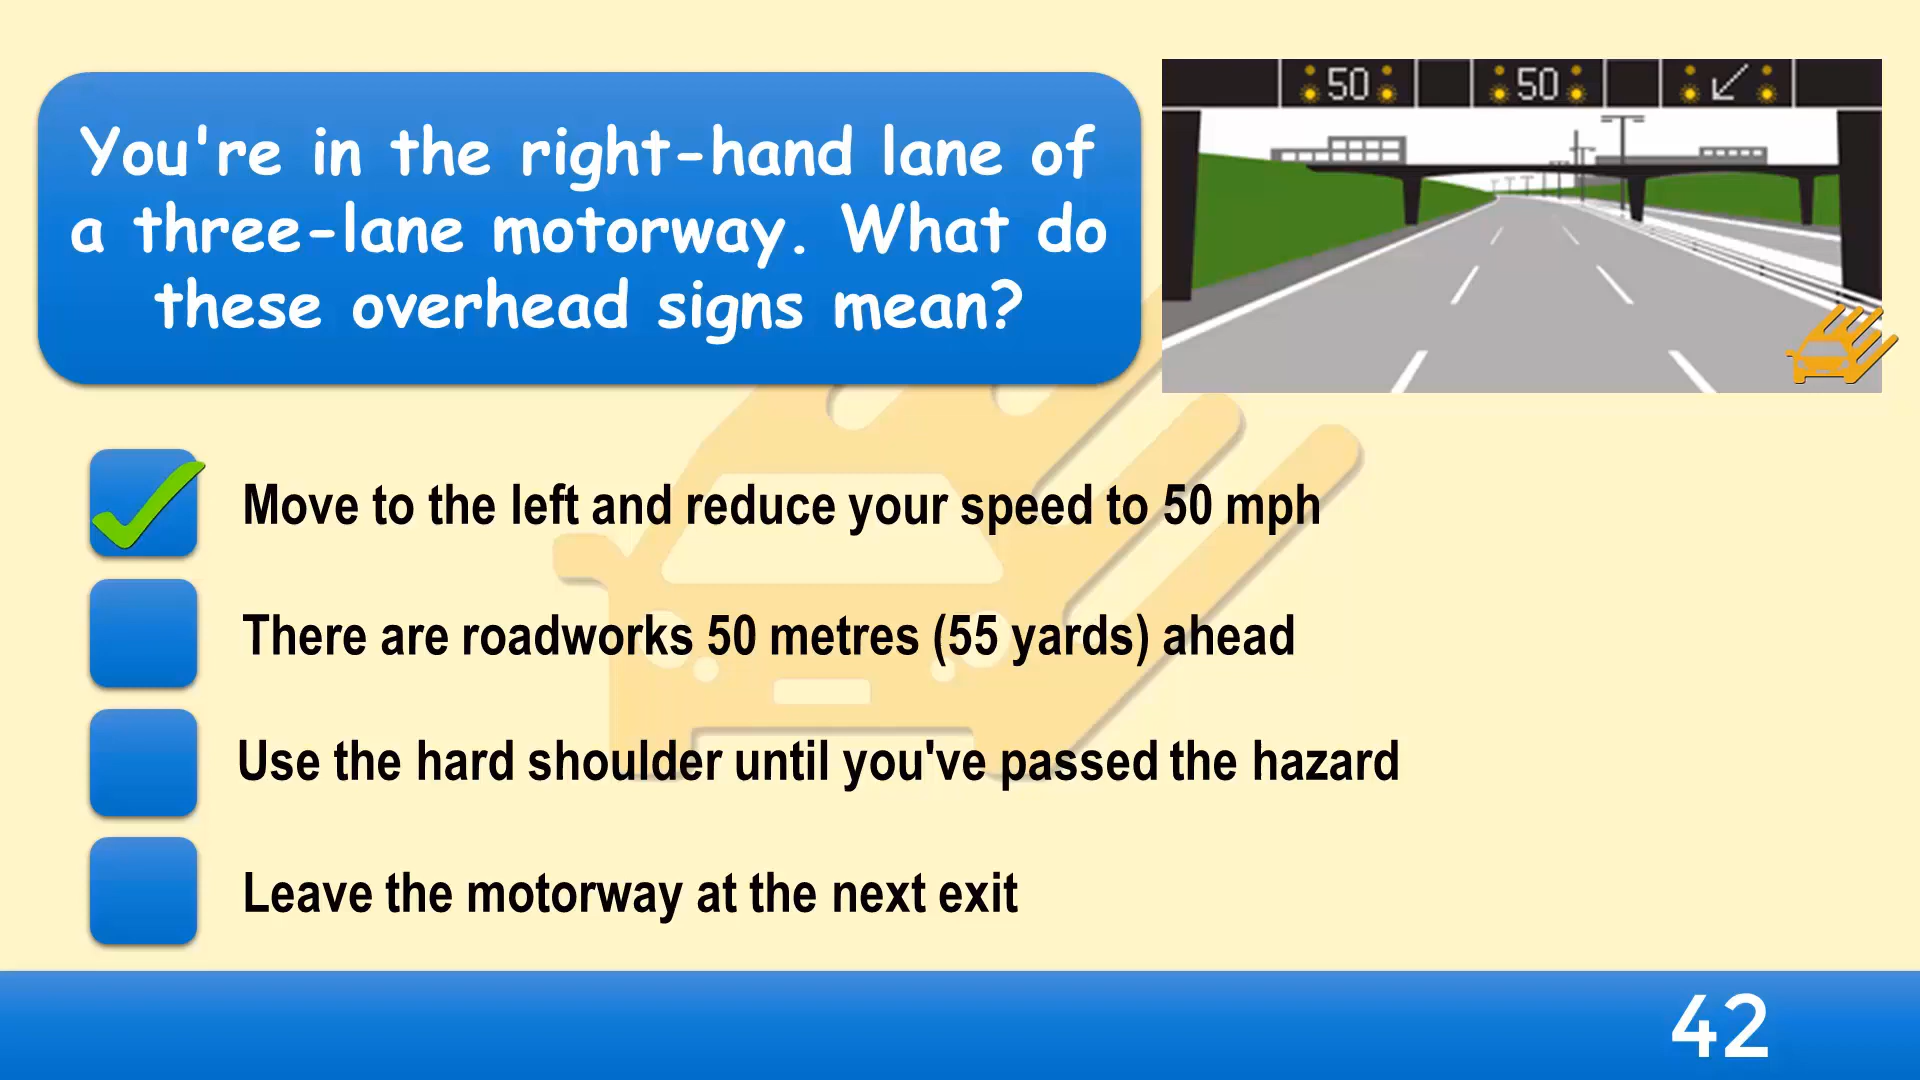 You're in the right-hand lane of
a three-lane motorway. What do
these overhead signs mean?
50 50
Move to the left and reduce your speed to 50 mph
There are roadworks 50 metres (55 yards) ahead
Use the hard shoulder until you've passed the hazard
Leave the motorway at the next exit
42